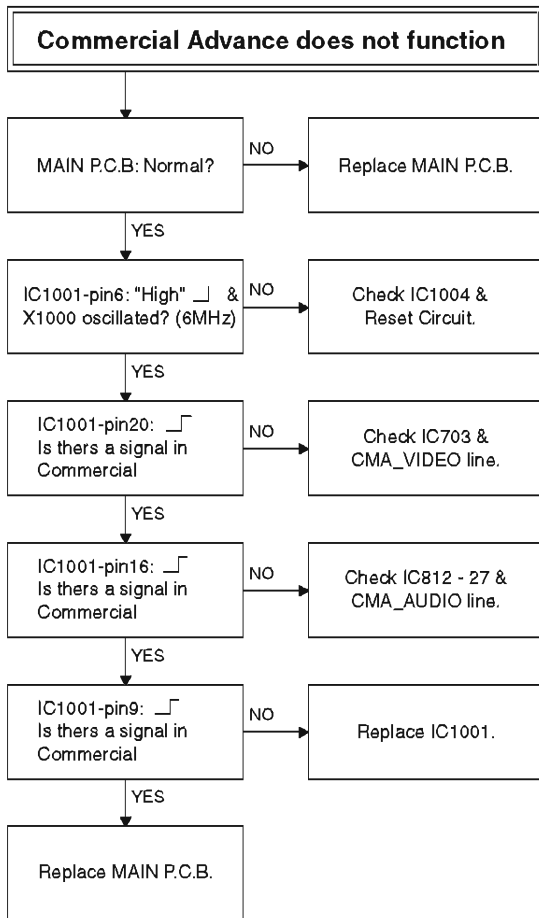 Commercial Advance does not function
MAIN P.C.B: Normal?
NO
Replace MAIN P.C.B.
YES
IC1001-pin6: "High" &
X1000 oscillated? (6MHz)
NO
Check IC1004 &
Reset Circuit.
YES
IC1001-pin20:
Is thers a signal in
Commercial
NO
Check IC703 &
CMA_VIDEO line.
YES
IC1001-pin16:
Is thers a signal in
Commercial
NO
Check IC812 - 27 &
CMA_AUDIO line.
YES
IC1001-pin9:
Is thers a signal in
Commercial
NO
Replace IC1001.
YES
Replace MAIN P.C.B.